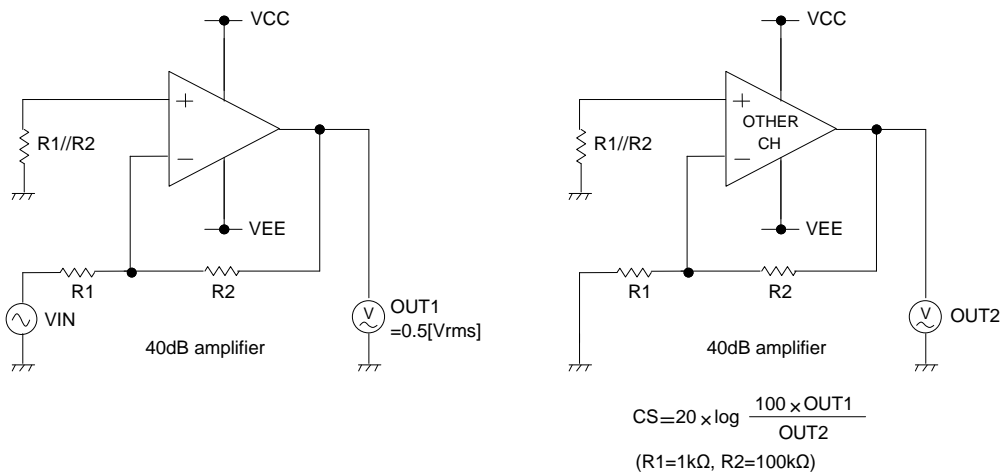 VCC
R1//R2
VEE
R1
R2
VIN
OUT1
=0.5[Vrms]
V
40dB amplifier
VCC
OTHER
CH
R1//R2
VEE
R1
R2
V
OUT2
40dB amplifier
CS=20×log 100×OUT1
OUT2
(R1=1kΩ, R2=100kΩ)